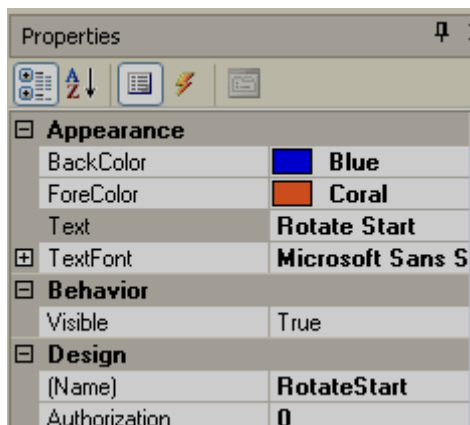 Properties
Appearance
BackColor Blue
ForeColor Coral
Text Rotate Start
TextFont Microsoft Sans S
Behavior
Visible True
Design
(Name) RotateStart
Authorization 0